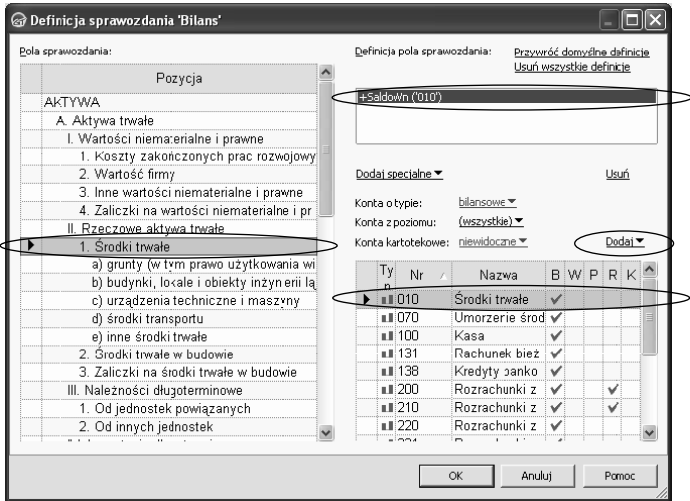 Definicja sprawozdania 'Bilans'
Pola sprawozdania:
Pozycja
AKTYWA
A. Aktywa trwałe
I. Wartości niematerialne i prawne
1. Koszty zakończonych prac rozwojowy
2. Wartość firmy
3. Inne wartości niematerialne i prawne
4. Zaliczki na wartości niematerialne i pr
II. Rzeczowe aktywa trwałe
1. Środki trwałe
a) grunty (w tym prawo użytkowania wi
b) budynki, lokale i obiekty inżynerii lą
c) urządzenia techniczne i maszyny
d) środki transportu
e) inne środki trwałe
2. Środki trwałe w budowie
3. Zaliczki na środki trwałe w budowie
III. Należności długoterminowe
1. Od jednostek powiązanych
2. Od innych jednostek
Definicja pola sprawozdania:
Przywróć domyślne definicje
Usuń wszystkie definicje
+SaldoWn ('010')
Dodaj specjalne
Usuń
Konta o typie: bilansowe
Konta z poziomu: (wszystkie)
Konta kartotekowe: niewidoczne
Dodaj
Ty Nr Nazwa B W P R K
010 Środki trwałe
070 Umorzenie środ
100 Kasa
131 Rachunek bież
138 Kredyty banko
200 Rozrachunki z
210 Rozrachunki z
220 Rozrachunki z
OK
Anuluj
Pomoc